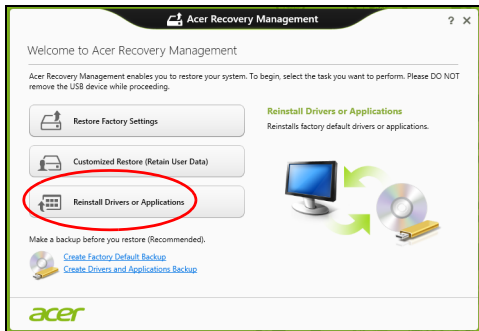 Acer Recovery Management
? ×
Welcome to Acer Recovery Management
Acer Recovery Management enables you to restore your system. To begin, select the task you want to perform. Please DO NOT
remove the USB device while proceeding.
Restore Factory Settings
Customized Restore (Retain User Data)
Reinstall Drivers or Applications
Reinstall Drivers or Applications
Reinstalls factory default drivers or applications.
Make a backup before you restore (Recommended).
Create Factory Default Backup
Create Drivers and Applications Backup
acer